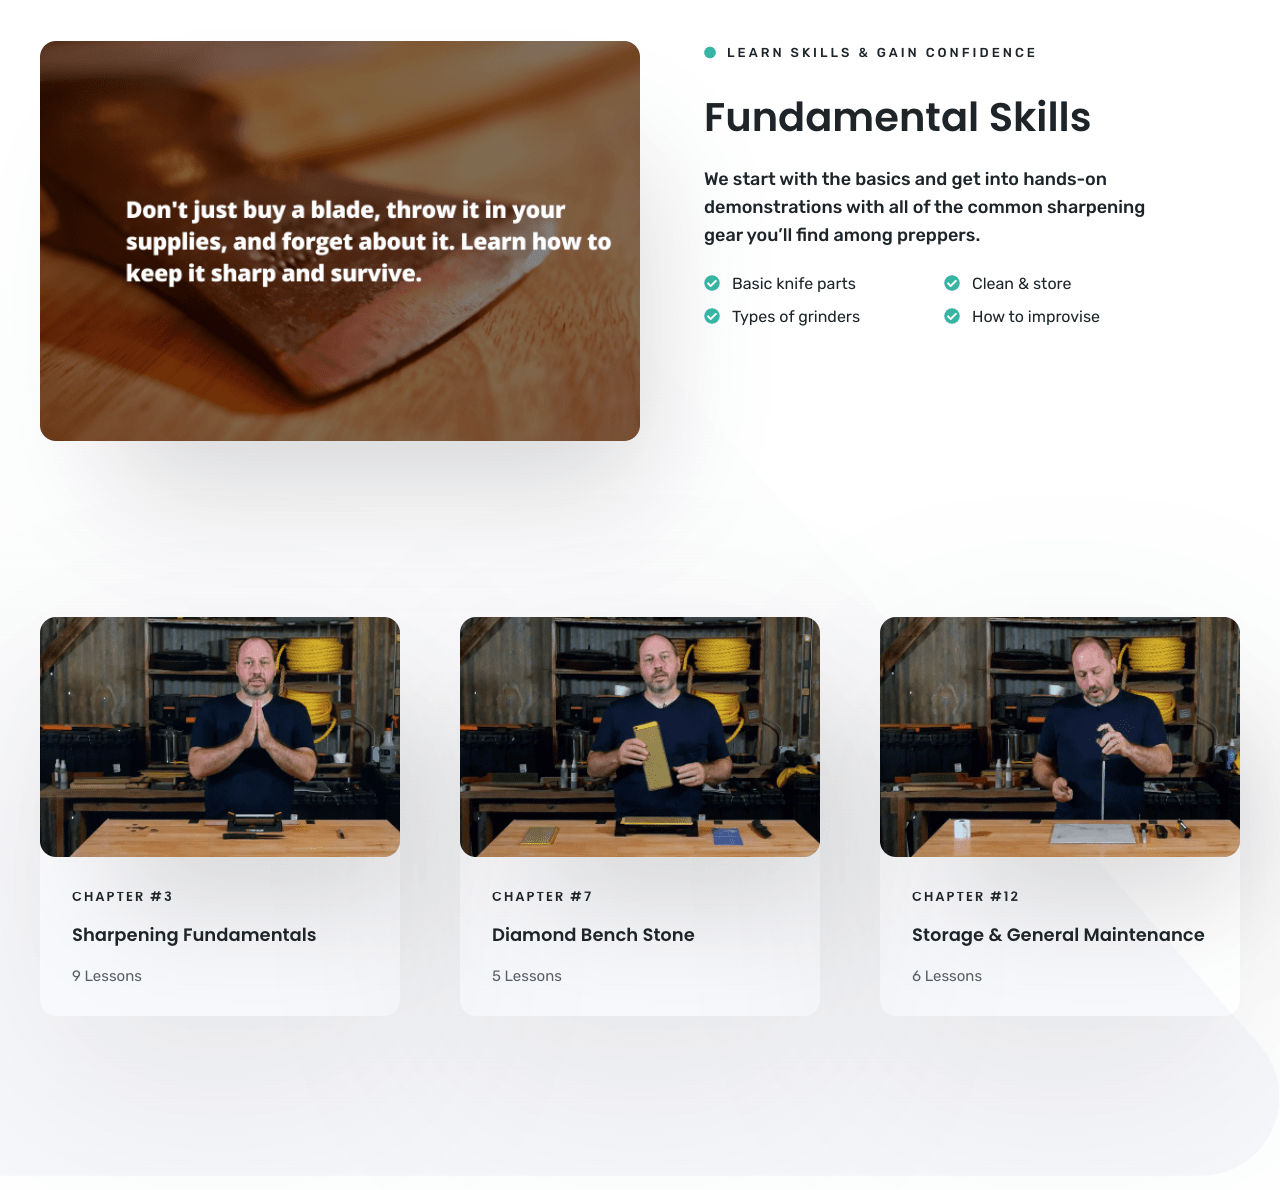 Don't just buy a blade, throw it in your
supplies, and forget about it. Learn how to
keep it sharp and survive.
LEARN SKILLS & GAIN CONFIDENCE
Fundamental Skills
We start with the basics and get into hands-on
demonstrations with all of the common sharpening
gear you’ll find among preppers.
Basic knife parts
Clean & store
Types of grinders
How to improvise
CHAPTER #3
Sharpening Fundamentals
9 Lessons
CHAPTER #7
Diamond Bench Stone
5 Lessons
CHAPTER #12
Storage & General Maintenance
6 Lessons